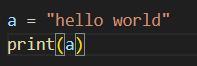 a = "hello world"
print(a)